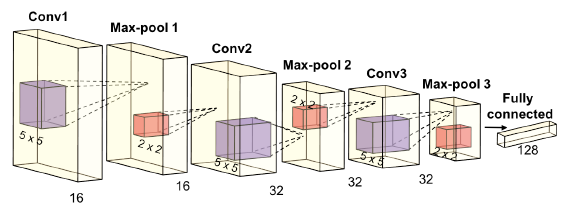 Conv1
Max-pool 1
Conv2
Max-pool 2
Conv3
Max-pool 3
Fully
connected
5 x 5
2 x 2
5 x 5
2 x 2
5 x 5
2 x 2
128
16
16
32
32
32